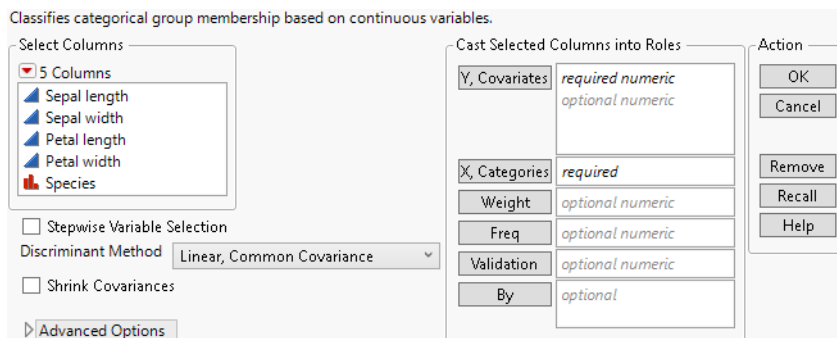 Classifies categorical group membership based on continuous variables.
Select Columns
5 Columns
Sepal length
Sepal width
Petal length
Petal width
Species
Stepwise Variable Selection
Discriminant Method Linear, Common Covariance
Shrink Covariances
Advanced Options
Cast Selected Columns into Roles
Y, Covariates required numeric
optional numeric
X, Categories required
Weight optional numeric
Freq optional numeric
Validation optional numeric
By optional
Action
OK
Cancel
Remove
Recall
Help